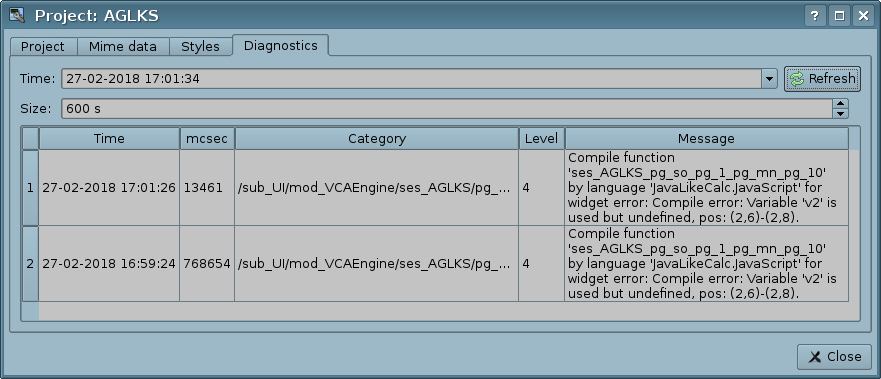 Project: AGLKS
Project Mime data Styles Diagnostics
Time: 27-02-2018 17:01:34 Refresh
Size: 600 s
Time mcsec Category Level Message
1 27-02-2018 17:01:26 13461 /sub_UI/mod_VCAEngine/ses_AGLKS/pg_... 4
Compile function
'ses_AGLKS_pg_so_pg_1_pg_mn_pg_10'
by language 'JavaLikeCalc.JavaScript' for
widget error: Compile error: Variable 'v2' is
used but undefined, pos: (2,6)-(2,8).
2 27-02-2018 16:59:24 768654 /sub_UI/mod_VCAEngine/ses_AGLKS/pg_... 4
Compile function
'ses_AGLKS_pg_so_pg_1_pg_mn_pg_10'
by language 'JavaLikeCalc.JavaScript' for
widget error: Compile error: Variable 'v2' is
used but undefined, pos: (2,6)-(2,8).
Close